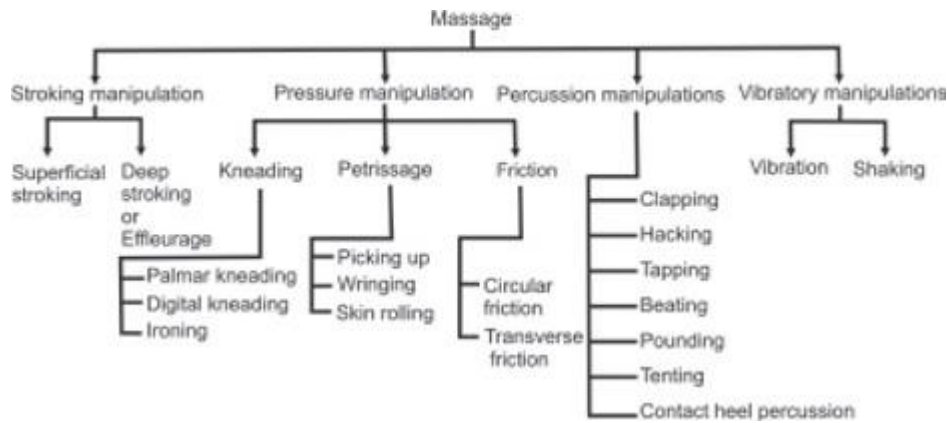 Massage
Stroking manipulation
Pressure manipulation
Percussion manipulations
Vibratory manipulations
Superficial
stroking
Deep
stroking
or
Effleurage
Kneading
Petrissage
Friction
Vibration
Shaking
Palmar kneading
Digital kneading
Ironing
Picking up
Wringing
Skin rolling
Circular
friction
Transverse
friction
Clapping
Hacking
Tapping
Beating
Pounding
Tenting
Contact heel percussion